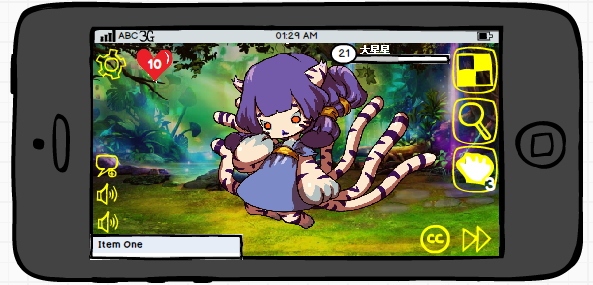 ABC 3G
01:29 AM
10
21
大星星
3
CC
Item One